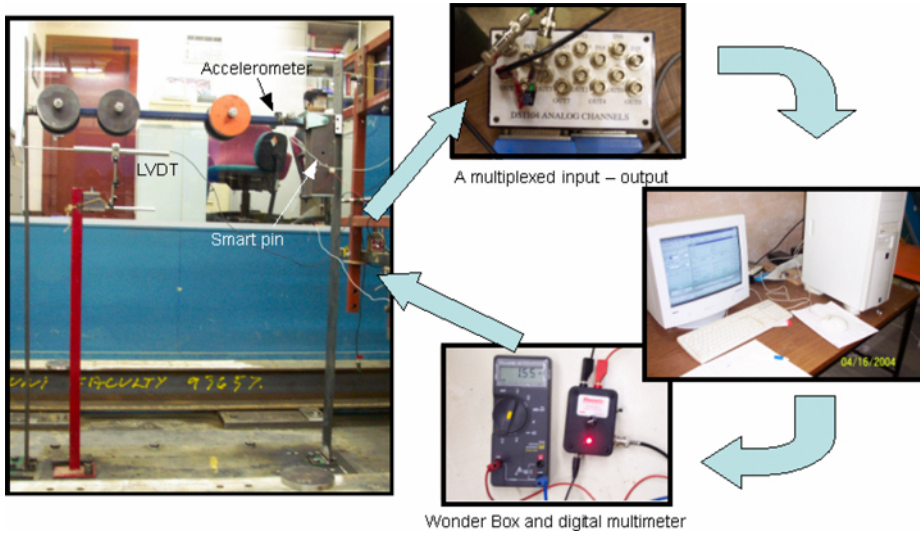 Accelerometer
LVDT
Smart pin
FACULTY
DS1104 ANALOG CHANNELS
A multiplexed input – output
04/16/2004
155
Wonder Box and digital multimeter